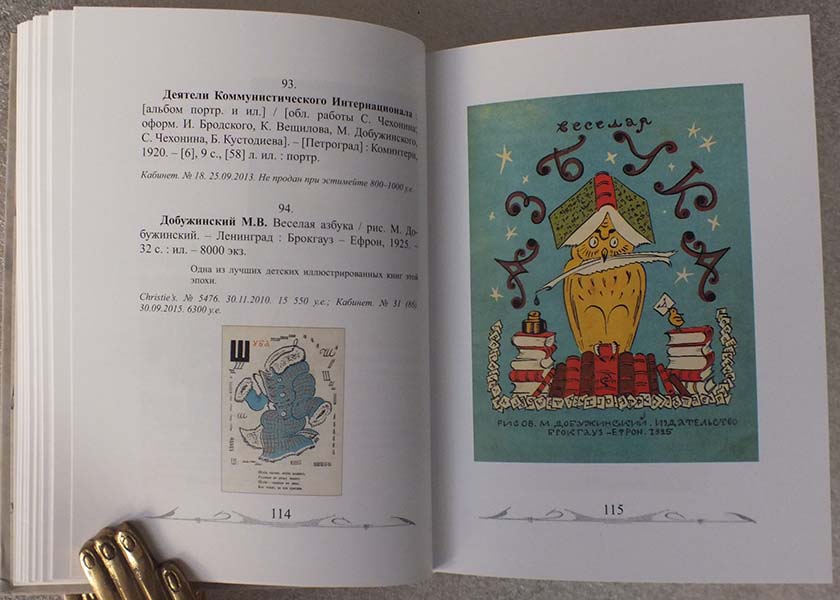 93.
Деятели Коммунистического Интернационала :
[альбом портр. и ил.] / [обл. работы С. Чехонина;
оформ. И. Бродского, К. Вещилова, М. Добужинского,
С. Чехонина, Б. Кустодиева]. – [Петроград] : Коминтерн,
1920. – [6], 9 с., [58] л. ил. : портр.
Кабинет. № 18. 25.09.2013. Не продан при эстимейте 800–1000 у.е.
94.
Добужинский М.В. Веселая азбука / рис. М. До-
бужинский. – Ленинград : Брокгауз – Ефрон, 1925. –
32 с. : ил. – 8000 экз.
Одна из лучших детских иллюстрированных книг этой
эпохи.
Christie's. № 5476. 30.11.2010. 15 550 у.е.; Кабинет. № 31 (86)
30.09.2015. 6300 у.е.
Ш УБА
114
веселая
АЗБУКА
РИСОВ. М. ДОБУЖИНСКИЙ. ИЗДАТЕЛЬСТВО
БРОКГАУЗ-ЕФРОН. 1925
115